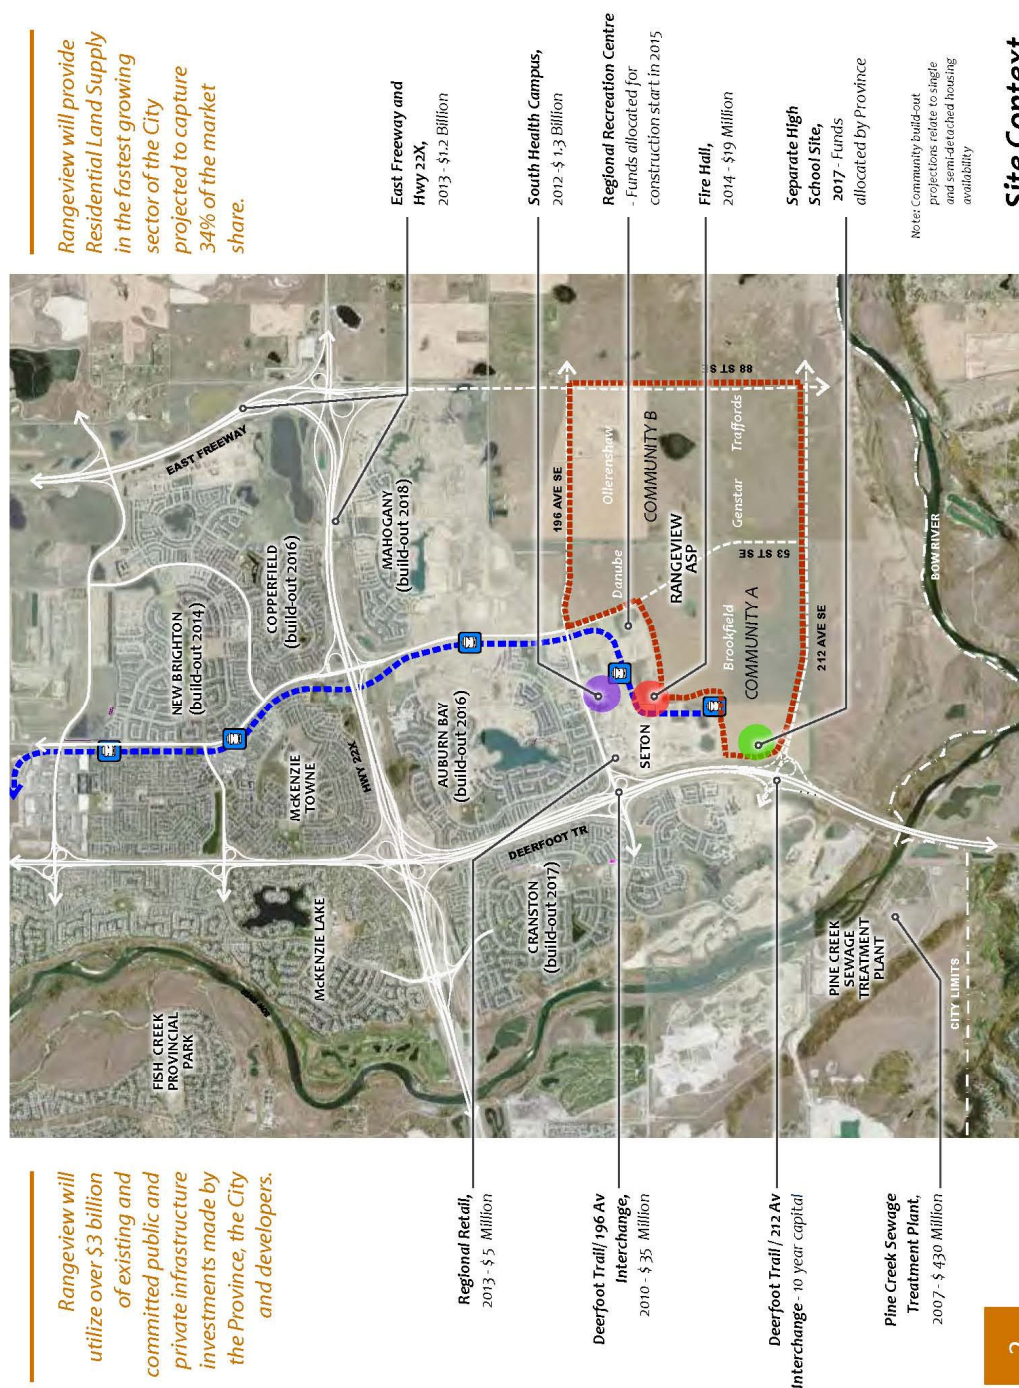 Rangeview will
utilize over $3 billion
of existing and
committed public and
private infrastructure
investments made by
the Province, the City
and developers.
Rangeview will provide
Residential Land Supply
in the fastest growing
sector of the City
projected to capture
34% of the market
share.
Regional Retail,
2013 - $5 Million
Deerfoot Trail/ 196 Av
Interchange,
2010 - $ 35 Million
Deerfoot Trail / 212 Av
Interchange - 10 year capital
Pine Creek Sewage
Treatment Plant,
2007 - $ 430 Million
East Freeway and
Hwy 22X,
2013 - $1.2 Billion
South Health Campus,
2012 -$ 1.3 Billion
Regional Recreation Centre
- Funds allocated for
construction start in 2015
Fire Hall,
2014 - $19 Million
Separate High
School Site,
2017 - Funds
allocated by Province
Note: Community build-out
projections relate to single
and semi-detached housing
availability
Site Context
FISH CREEK
PROVINCIAL
PARK
McKENZIE LAKE
McKENZIE
TOWNE
NEW BRIGHTON
(build-out 2014)
COPPERFIELD
(build-out 2016)
EAST FREEWAY
HWY 22X
MAHOGANY
(build-out 2018)
AUBURN BAY
(build-out 2016)
CRANSTON
(build-out 2017)
DEERFOOT TR
SETON
196 AVE SE
Ollerenshaw
Danube
COMMUNITY B
RANGEVIEW
ASP
Genstar
Traffords
88 ST SE
53 ST SE
Brookfield
COMMUNITY A
212 AVE SE
PINE CREEK
SEWAGE
TREATMENT
PLANT
BOW RIVER
CITY LIMITS
2